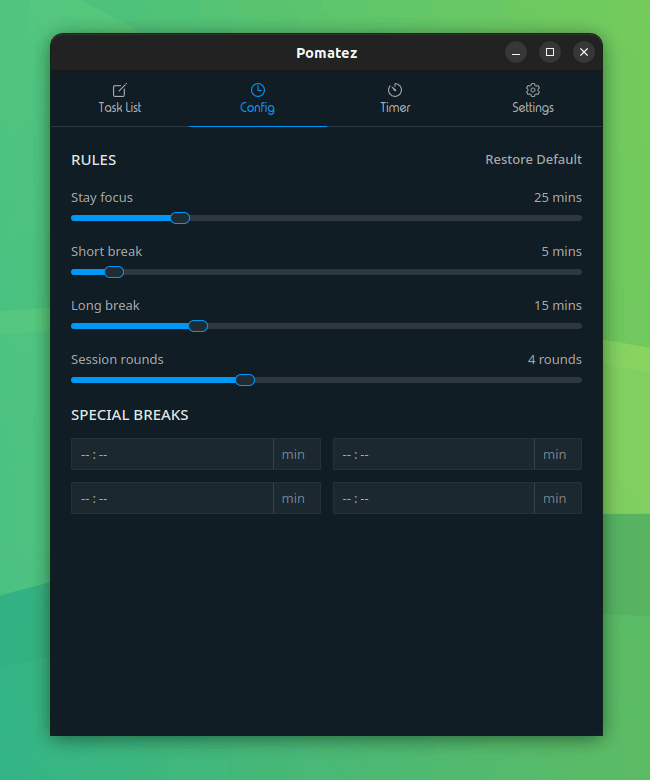 Pomatez
Task List Config Timer Settings
RULES Restore Default
Stay focus 25 mins
Short break 5 mins
Long break 15 mins
Session rounds 4 rounds
SPECIAL BREAKS
-- : -- min -- : -- min
-- : -- min -- : -- min